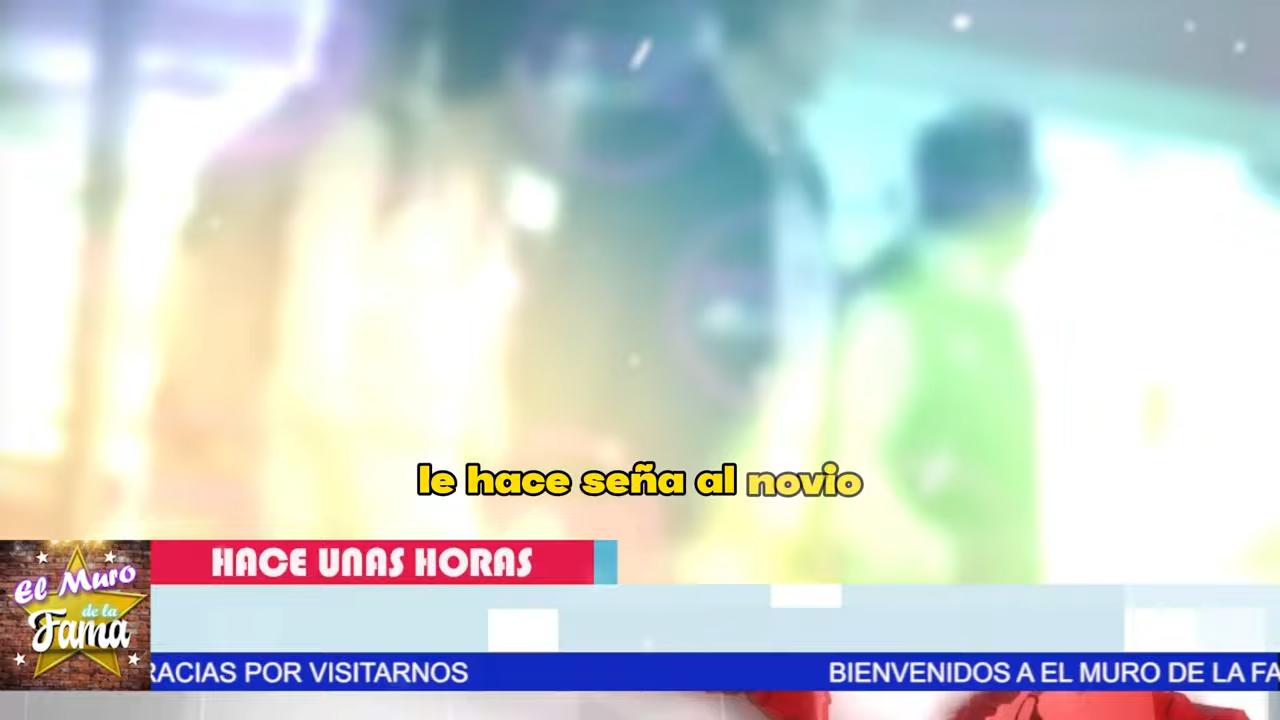 le hace seña al novio
HACE UNAS HORAS
El Muro
de la
Fama
RACIAS POR VISITARNOS
BIENVENIDOS A EL MURO DE LA FA